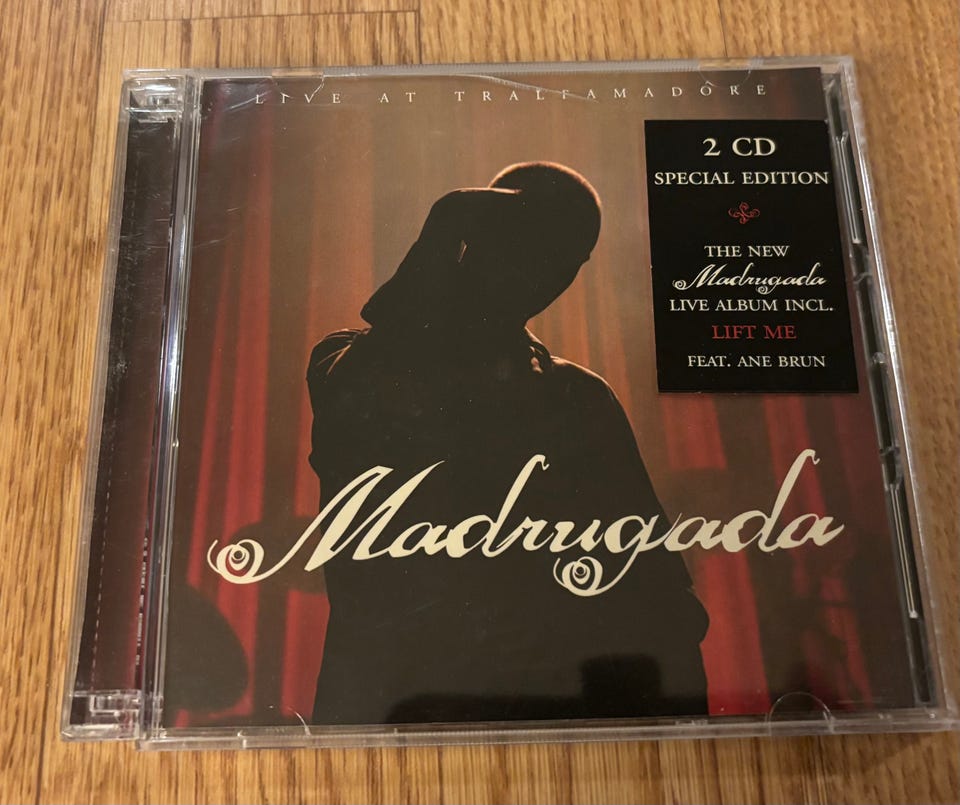 LIVE AT TRALFAMADORE
2 CD
SPECIAL EDITION
THE NEW
Madrugada
LIVE ALBUM INCL.
LIFT ME
FEAT. ANE BRUN
Madrugada